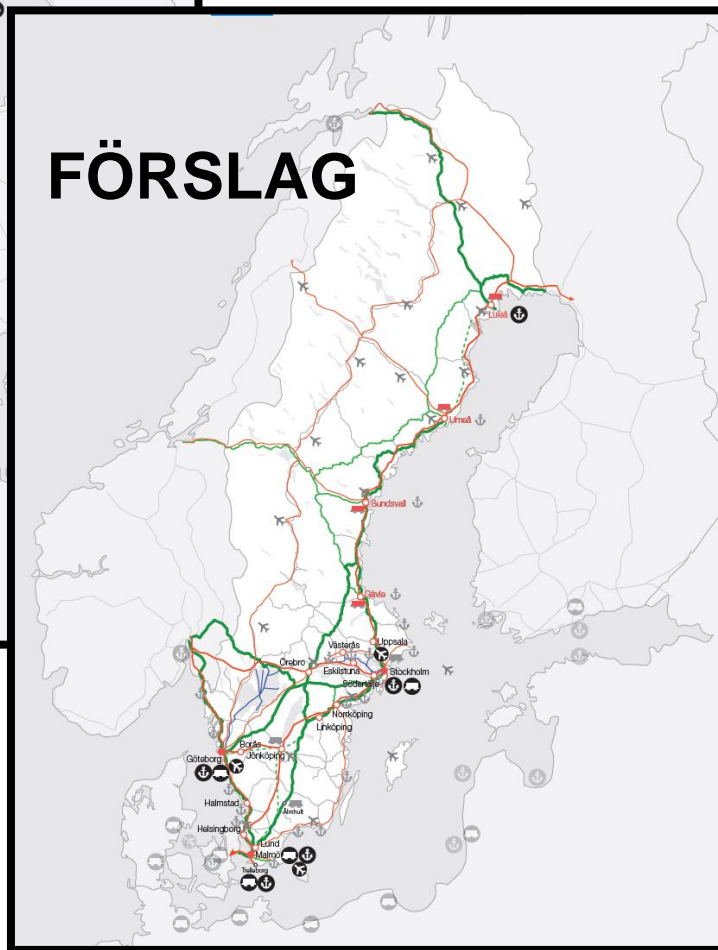 FÖRSLAG
Luleå
Umeå
Sundsvall
Gävle
Uppsala
Västerås
Örebro
Eskilstuna
Stockholm
Södertälje
Norrköping
Linköping
Borås
Göteborg
Jönköping
Halmstad
Älmhult
Helsingborg
Lund
Malmö
Trelleborg